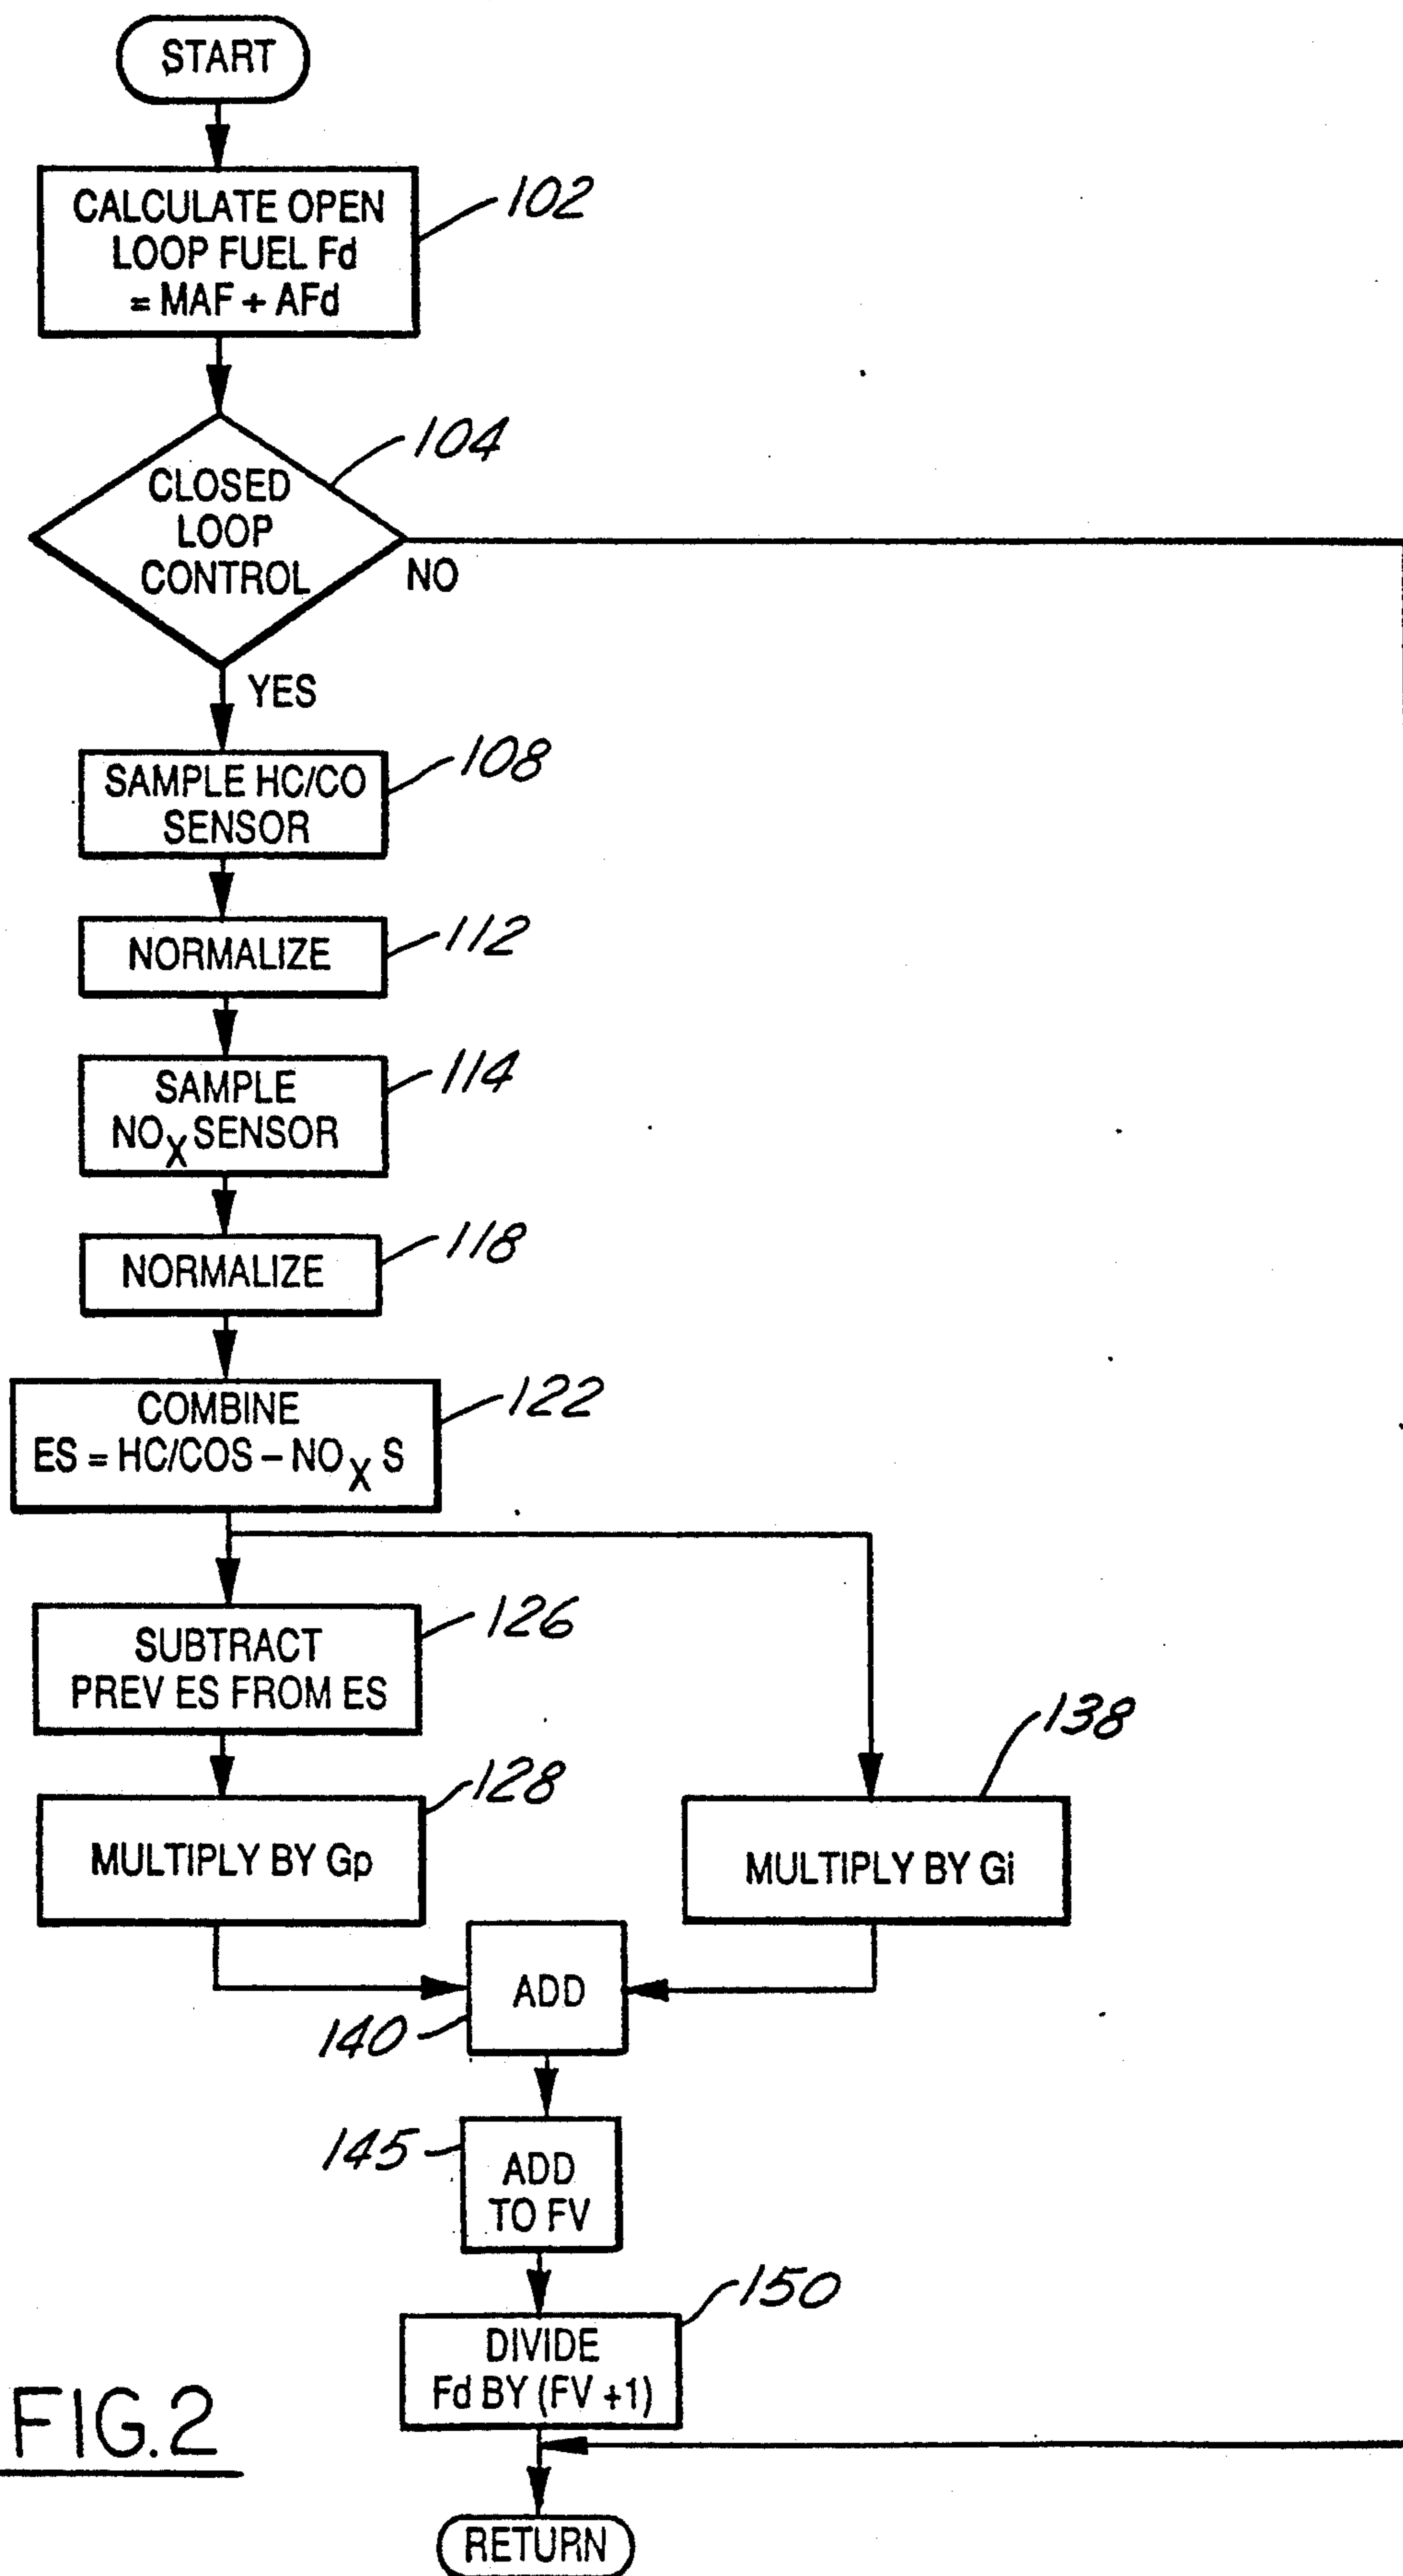 START
CALCULATE OPEN
LOOP FUEL Fd
= MAF + AFd
102
CLOSED
LOOP
CONTROL
104
NO
YES
SAMPLE HC/CO
SENSOR
108
NORMALIZE
112
SAMPLE
NOX SENSOR
114
NORMALIZE
118
COMBINE
ES = HC/COS – NOX S
122
SUBTRACT
PREV ES FROM ES
126
MULTIPLY BY Gp
128
MULTIPLY BY Gi
138
ADD
140
ADD
TO FV
145
DIVIDE
Fd BY (FV +1)
150
RETURN
FIG.2